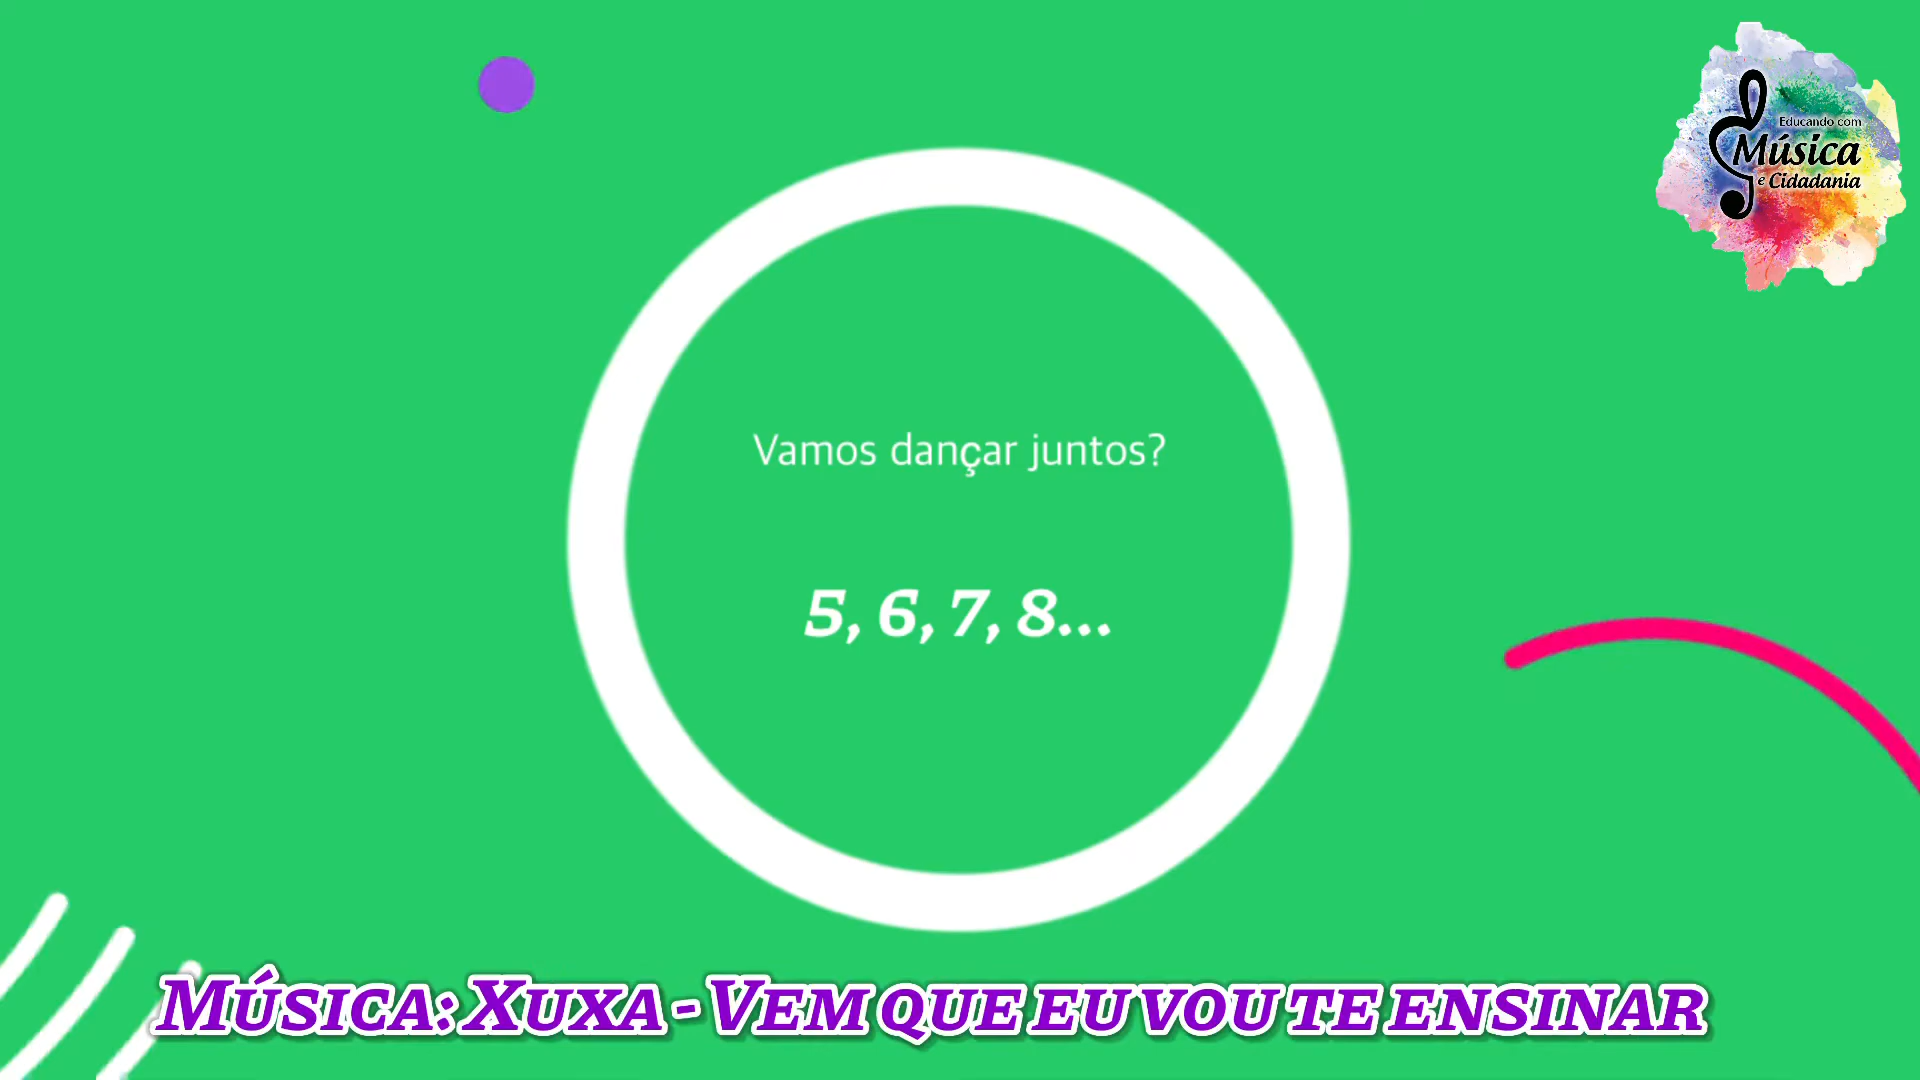 Educando com
Música
e Cidadania
Vamos dançar juntos?
5, 6, 7, 8...
MÚSICA: XUXA - VEM QUE EU VOU TE ENSINAR